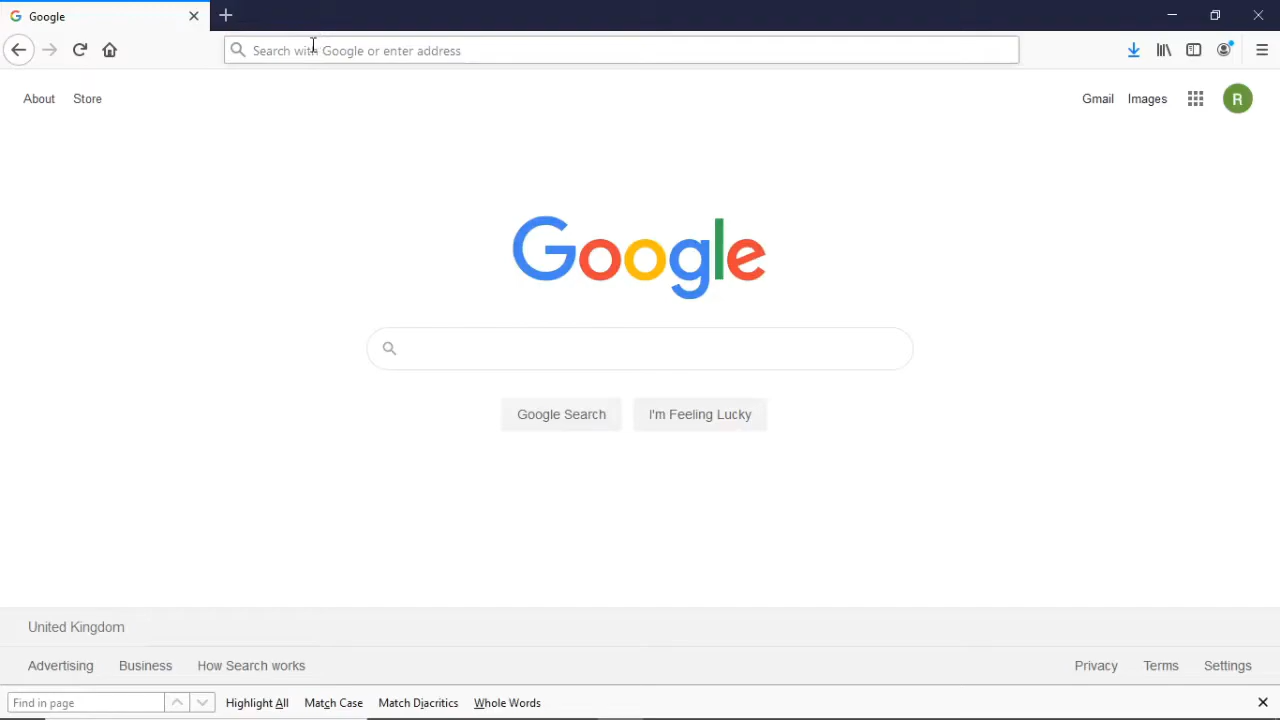 Google
Search with Google or enter address
About Store
Gmail Images R
Google
Google Search I'm Feeling Lucky
United Kingdom
Advertising Business How Search works
Privacy Terms Settings
Find in page Highlight All Match Case Match Diacritics Whole Words